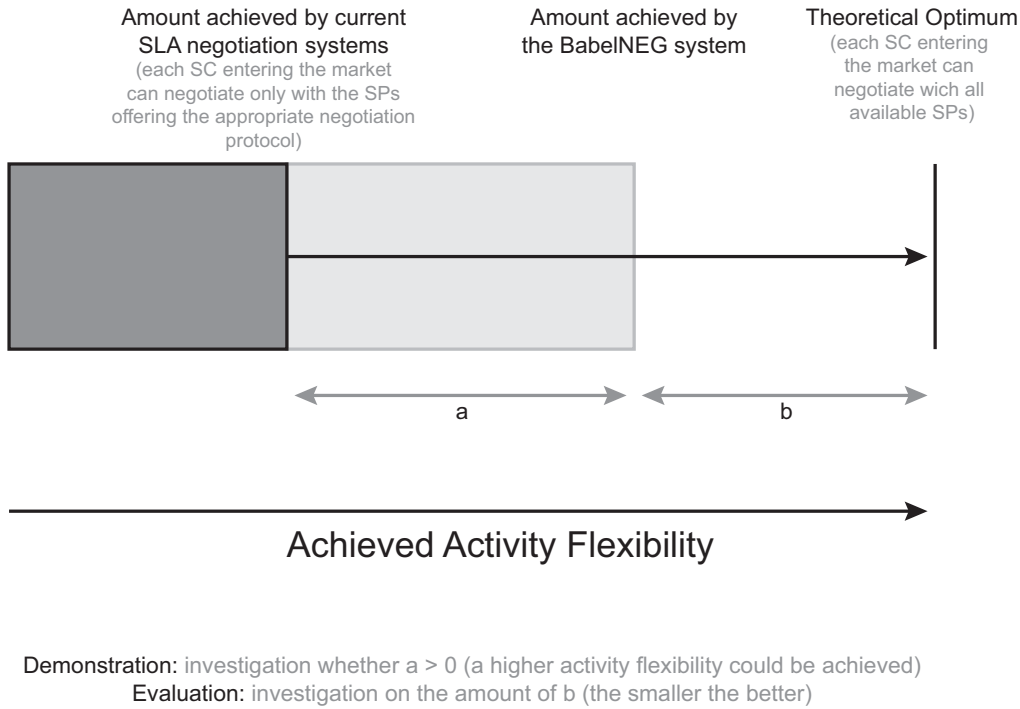 Amount achieved by current
SLA negotiation systems
(each SC entering the market
can negotiate only with the SPs
offering the appropriate negotiation
protocol)
Amount achieved by
the BabelNEG system
Theoretical Optimum
(each SC entering
the market can
negotiate wich all
available SPs)
a
b
Achieved Activity Flexibility
Demonstration: investigation whether a > 0 (a higher activity flexibility could be achieved)
Evaluation: investigation on the amount of b (the smaller the better)